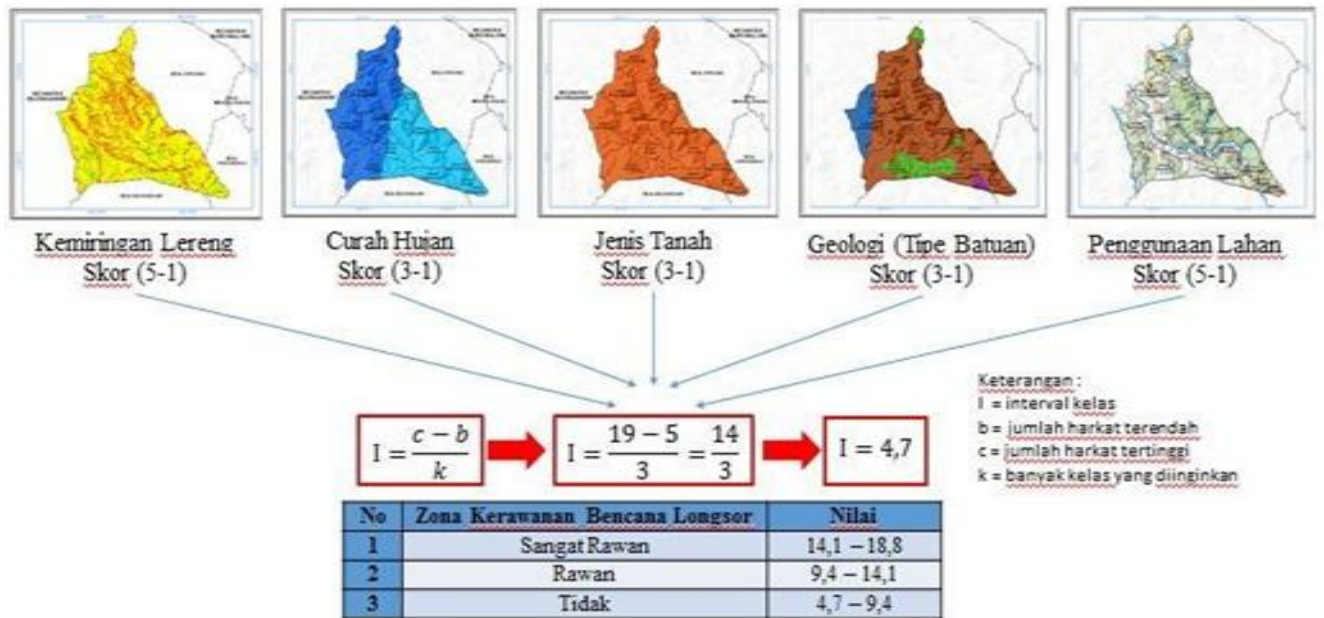 Kemiringan Lereng
Skor (5-1)
Curah Hujan
Skor (3-1)
Jenis Tanah
Skor (3-1)
Geologi (Tipe Batuan)
Skor (3-1)
Penggunaan Lahan
Skor (5-1)
I = (c − b)/k
I = (19 − 5)/3 = 14/3
I = 4,7
Keterangan :
I = interval kelas
b = jumlah harkat terendah
c = jumlah harkat tertinggi
k = banyak kelas yang diinginkan
No Zona Kerawanan Bencana Longsor Nilai
1 Sangat Rawan 14,1 – 18,8
2 Rawan 9,4 – 14,1
3 Tidak 4,7 – 9,4